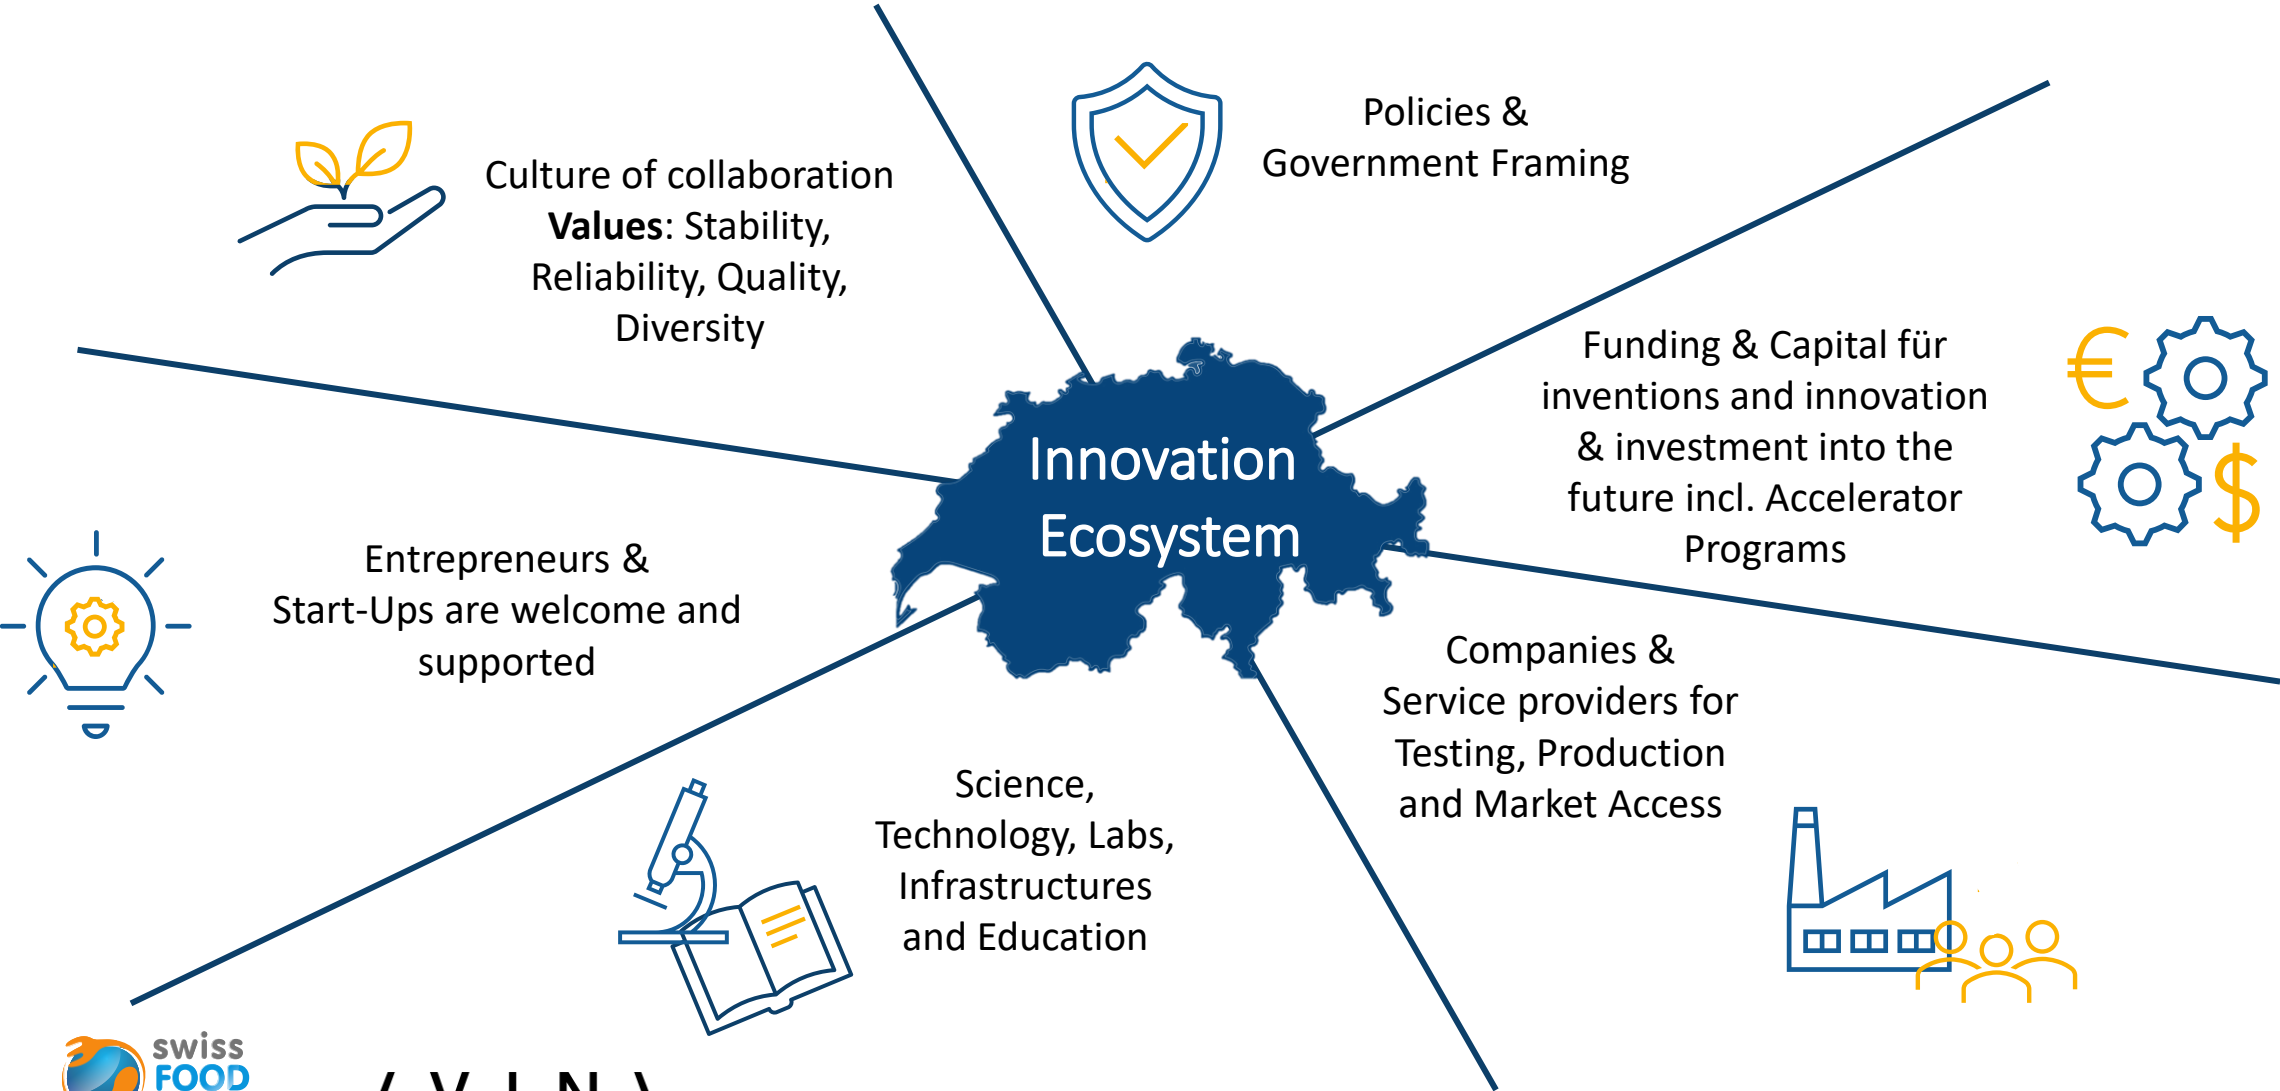 Policies &
Government Framing
Culture of collaboration
Values: Stability,
Reliability, Quality,
Diversity
Funding & Capital für
inventions and innovation
& investment into the
future incl. Accelerator
Programs
Innovation
Ecosystem
Entrepreneurs &
Start-Ups are welcome and
supported
Companies &
Service providers for
Testing, Production
and Market Access
Science,
Technology, Labs,
Infrastructures
and Education
€
$
swiss
FOOD
( V I N )